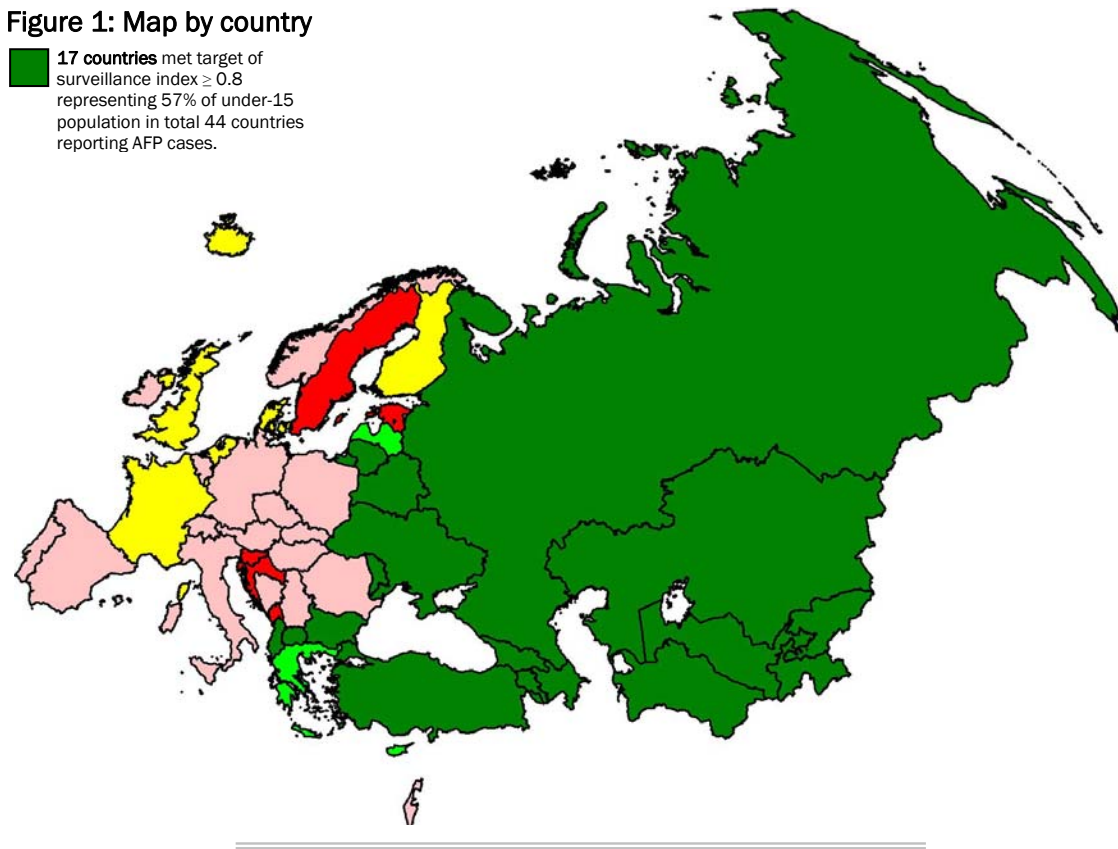 Figure 1: Map by country
17 countries met target of
surveillance index ≥ 0.8
representing 57% of under-15
population in total 44 countries
reporting AFP cases.